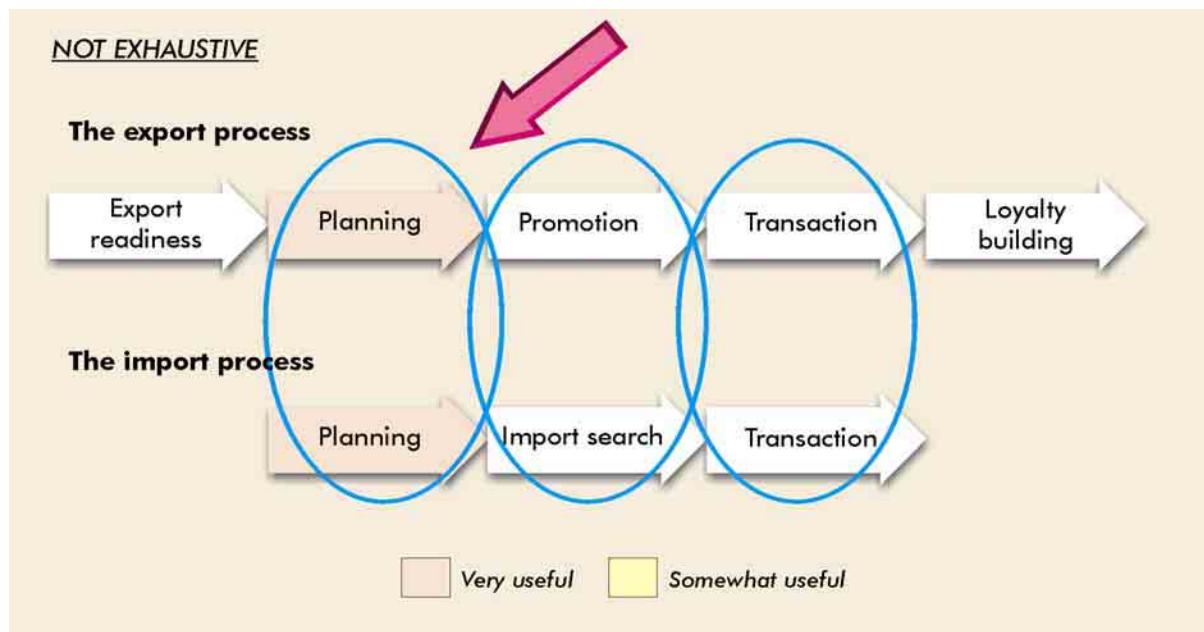 NOT EXHAUSTIVE
The export process
Export
readiness
Planning
Promotion
Transaction
Loyalty
building
The import process
Planning
Import search
Transaction
Very useful
Somewhat useful